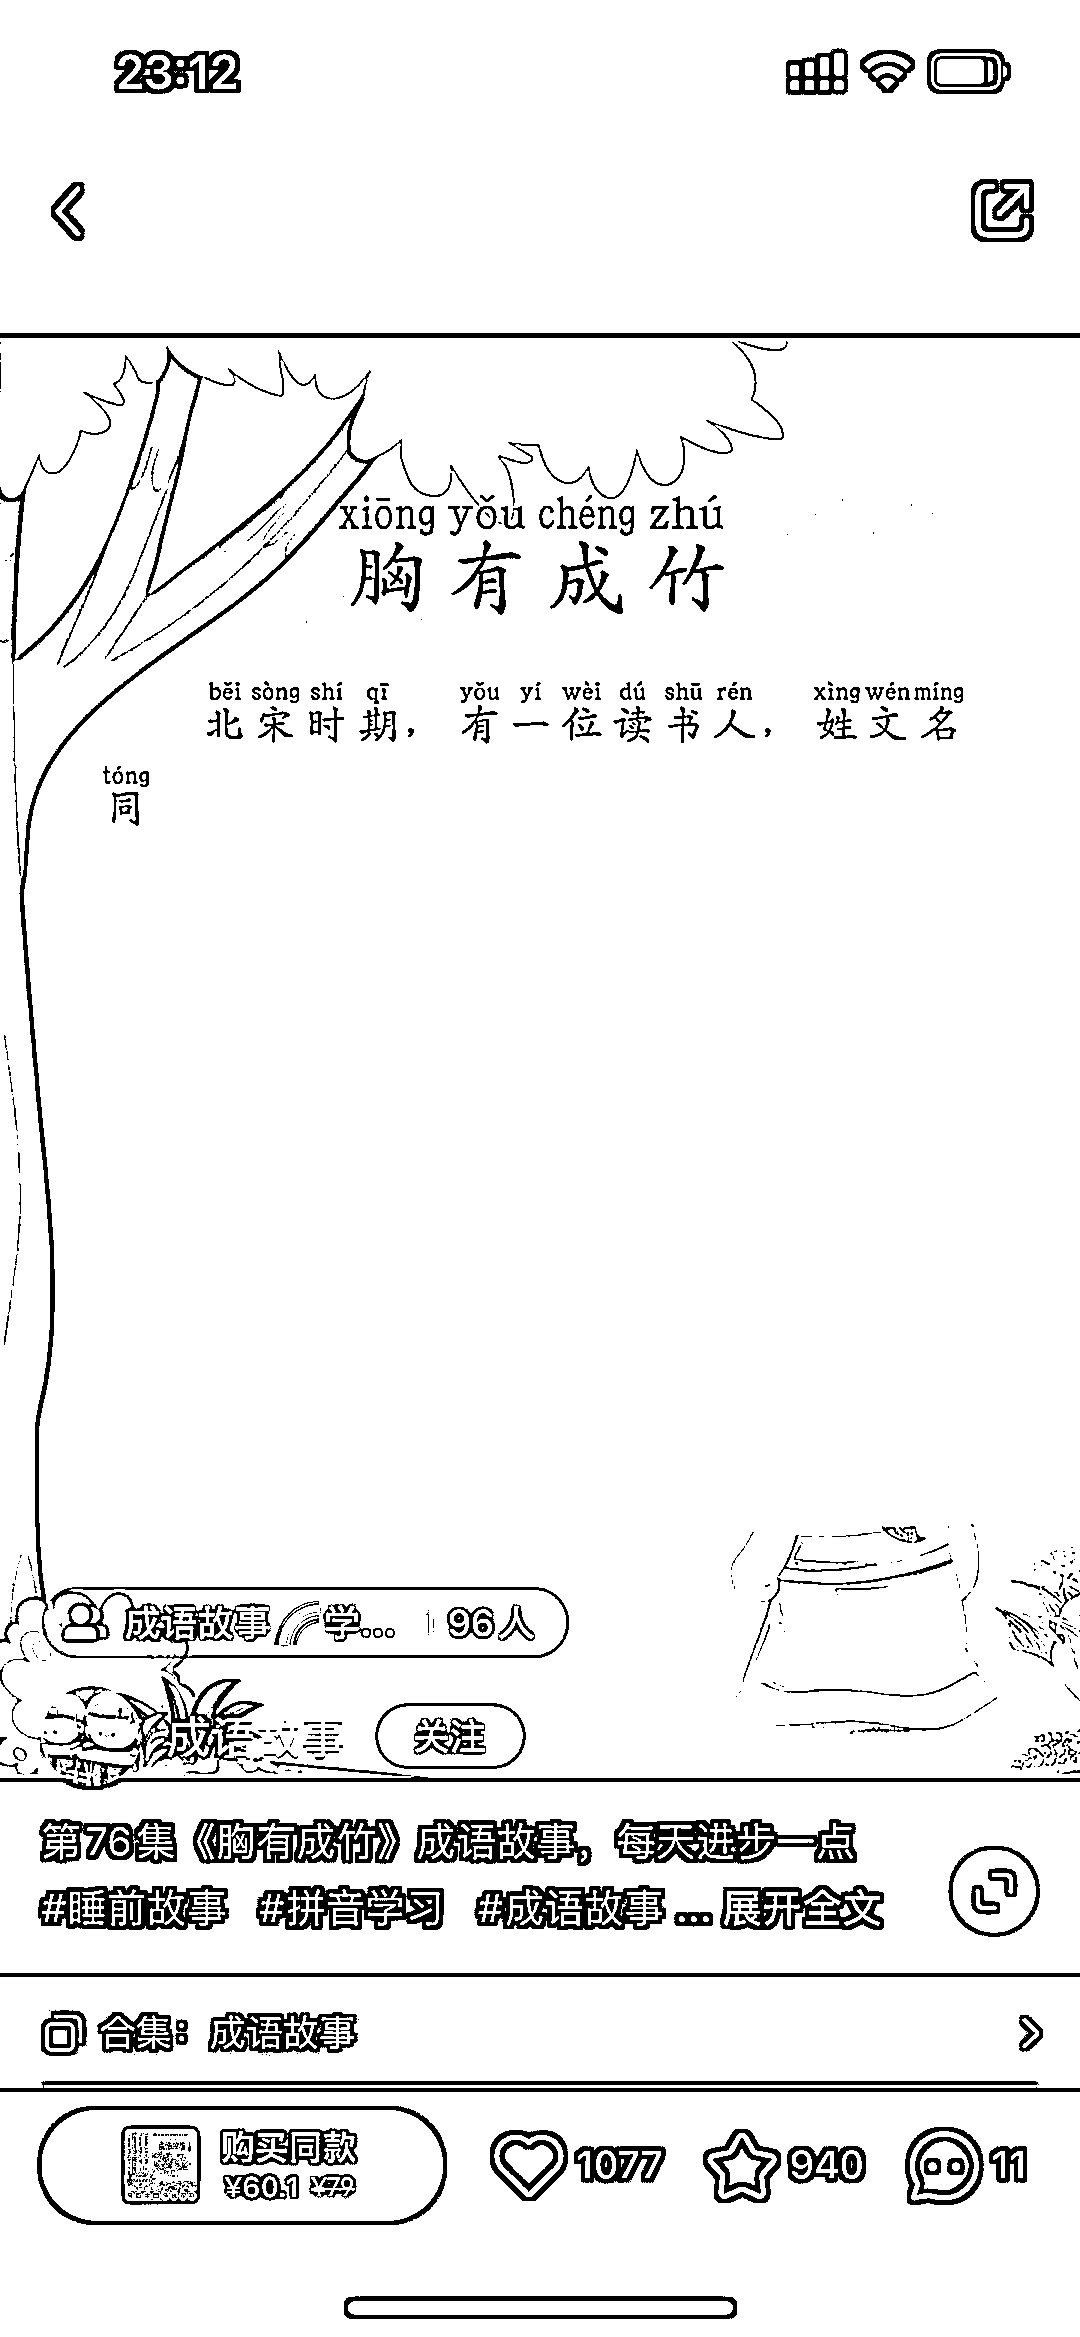 23:12
xiōng yǒu chéng zhú
胸有成竹
běi sòng shí qī yǒu yí wèi dú shū rén xìng wén míng
北宋时期，有一位读书人，姓文名
tóng
同
成语故事 学... 96人
成语故事 关注
第76集《胸有成竹》成语故事，每天进步一点
#睡前故事 #拼音学习 #成语故事 ... 展开全文
合集：成语故事
购买同款
¥60.1 ¥79
1077 940 11